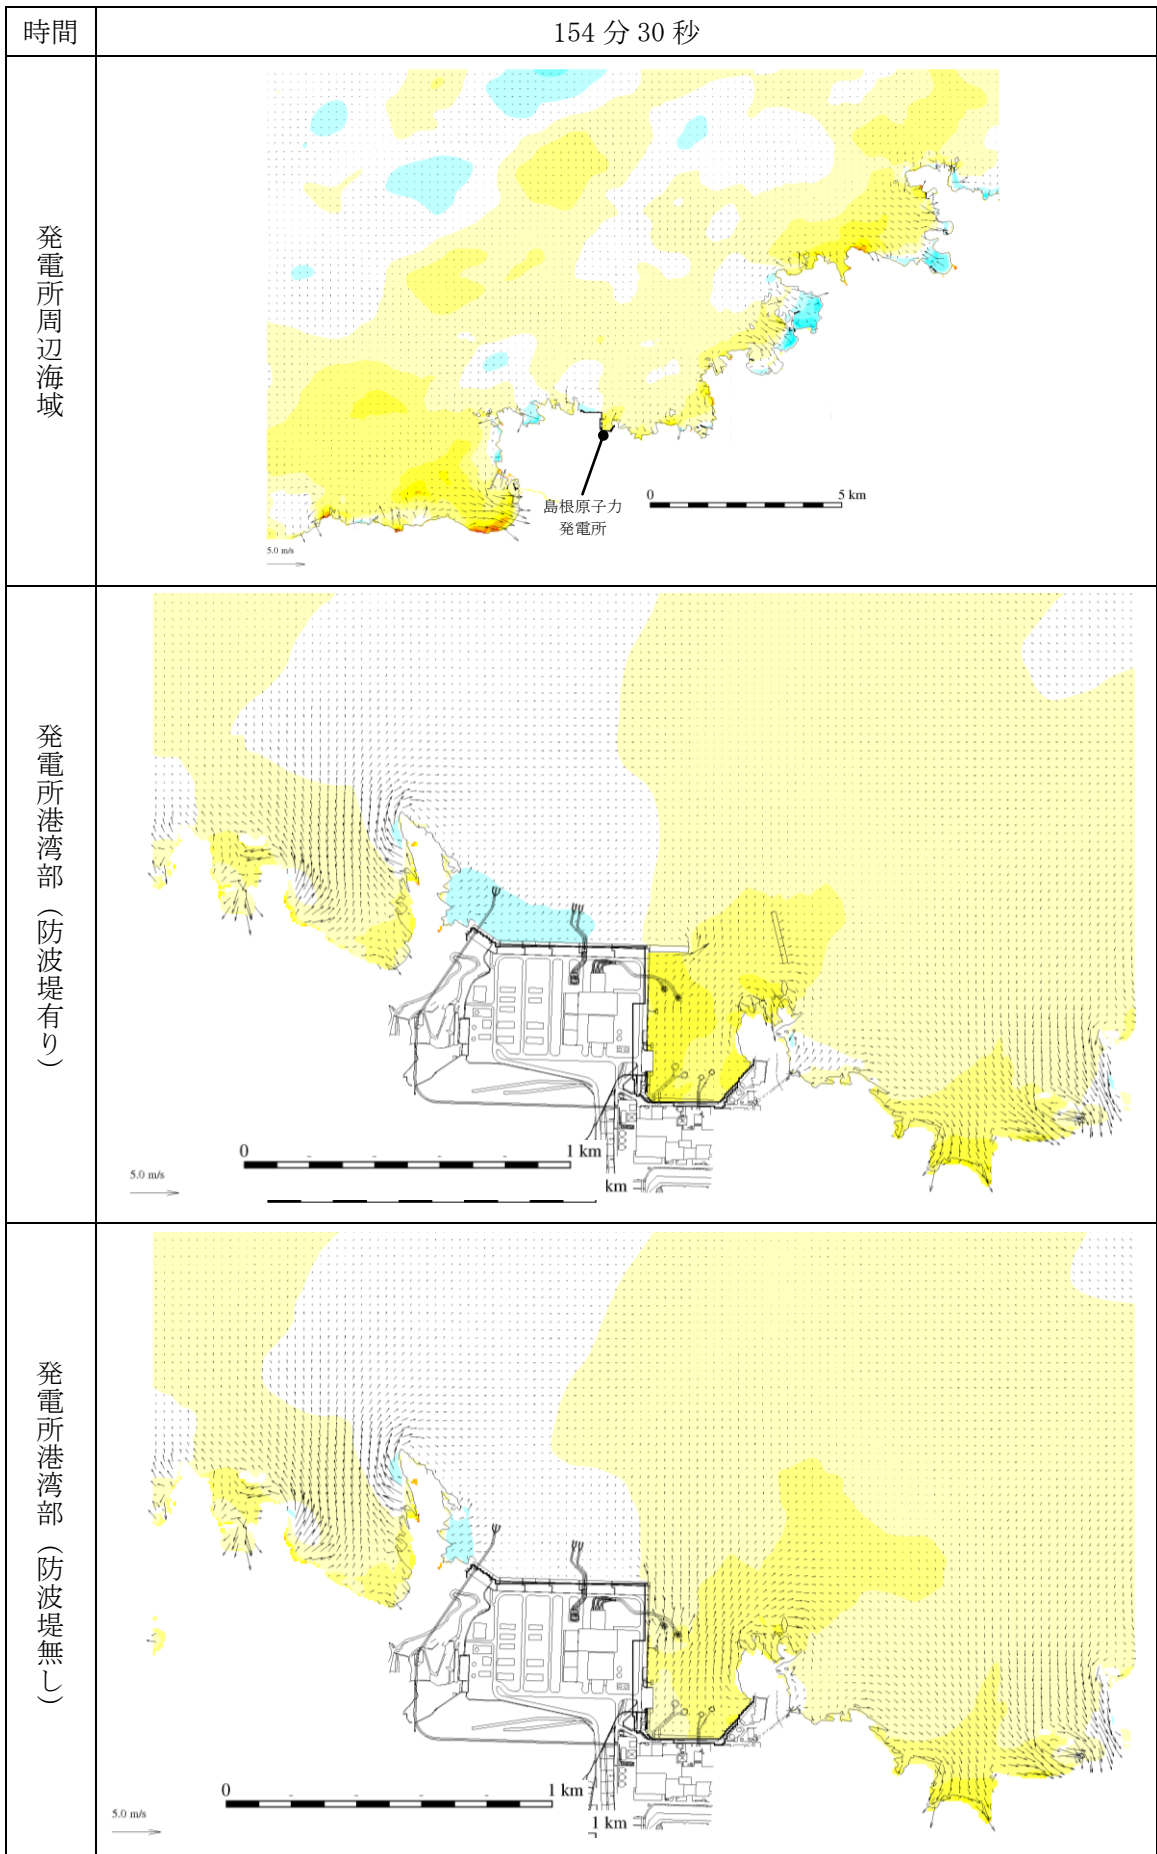 時間
154 分 30 秒
発電所周辺海域
島根原子力
発電所
0
5 km
5.0 m/s
発電所港湾部（防波堤有り）
0
1 km
5.0 m/s
km
発電所港湾部（防波堤無し）
0
1 km
5.0 m/s
1 km